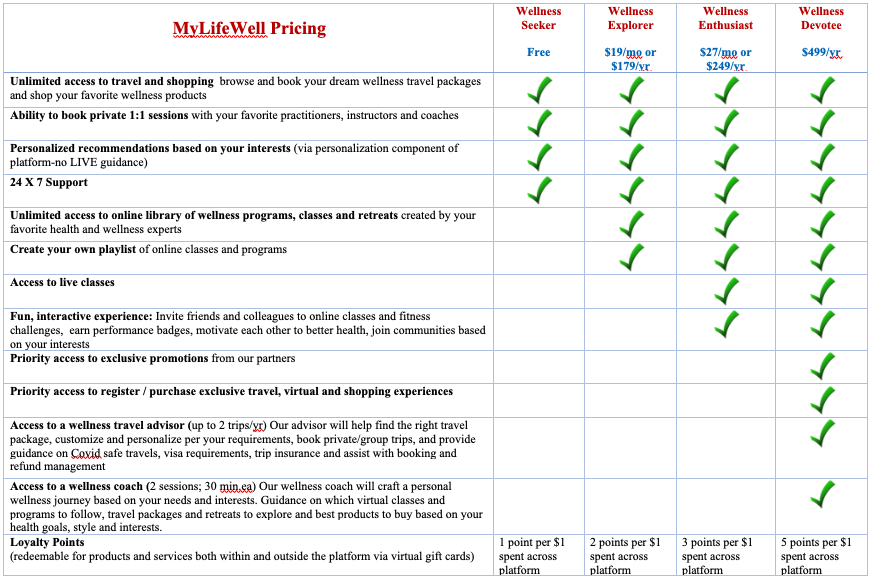 MyLifeWell Pricing
Wellness
Seeker
Free
Wellness
Explorer
$19/mo or
$179/yr
Wellness
Enthusiast
$27/mo or
$249/yr
Wellness
Devotee
$499/yr
Unlimited access to travel and shopping browse and book your dream wellness travel packages
and shop your favorite wellness products
Ability to book private 1:1 sessions with your favorite practitioners, instructors and coaches
Personalized recommendations based on your interests (via personalization component of
platform-no LIVE guidance)
24 X 7 Support
Unlimited access to online library of wellness programs, classes and retreats created by your
favorite health and wellness experts
Create your own playlist of online classes and programs
Access to live classes
Fun, interactive experience: Invite friends and colleagues to online classes and fitness
challenges, earn performance badges, motivate each other to better health, join communities based
on your interests
Priority access to exclusive promotions from our partners
Priority access to register / purchase exclusive travel, virtual and shopping experiences
Access to a wellness travel advisor (up to 2 trips/yr) Our advisor will help find the right travel
package, customize and personalize per your requirements, book private/group trips, and provide
guidance on Covid safe travels, visa requirements, trip insurance and assist with booking and
refund management
Access to a wellness coach (2 sessions; 30 min.ea) Our wellness coach will craft a personal
wellness journey based on your needs and interests. Guidance on which virtual classes and
programs to follow, travel packages and retreats to explore and best products to buy based on your
health goals, style and interests.
Loyalty Points
(redeemable for products and services both within and outside the platform via virtual gift cards)
1 point per $1
spent across
platform
2 points per $1
spent across
platform
3 points per $1
spent across
platform
5 points per $1
spent across
platform